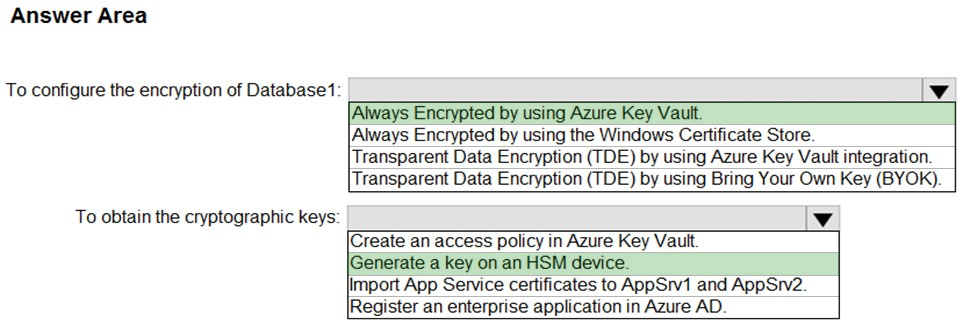 Answer Area
To configure the encryption of Database1:
Always Encrypted by using Azure Key Vault.
Always Encrypted by using the Windows Certificate Store.
Transparent Data Encryption (TDE) by using Azure Key Vault integration.
Transparent Data Encryption (TDE) by using Bring Your Own Key (BYOK).
To obtain the cryptographic keys:
Create an access policy in Azure Key Vault.
Generate a key on an HSM device.
Import App Service certificates to AppSrv1 and AppSrv2.
Register an enterprise application in Azure AD.